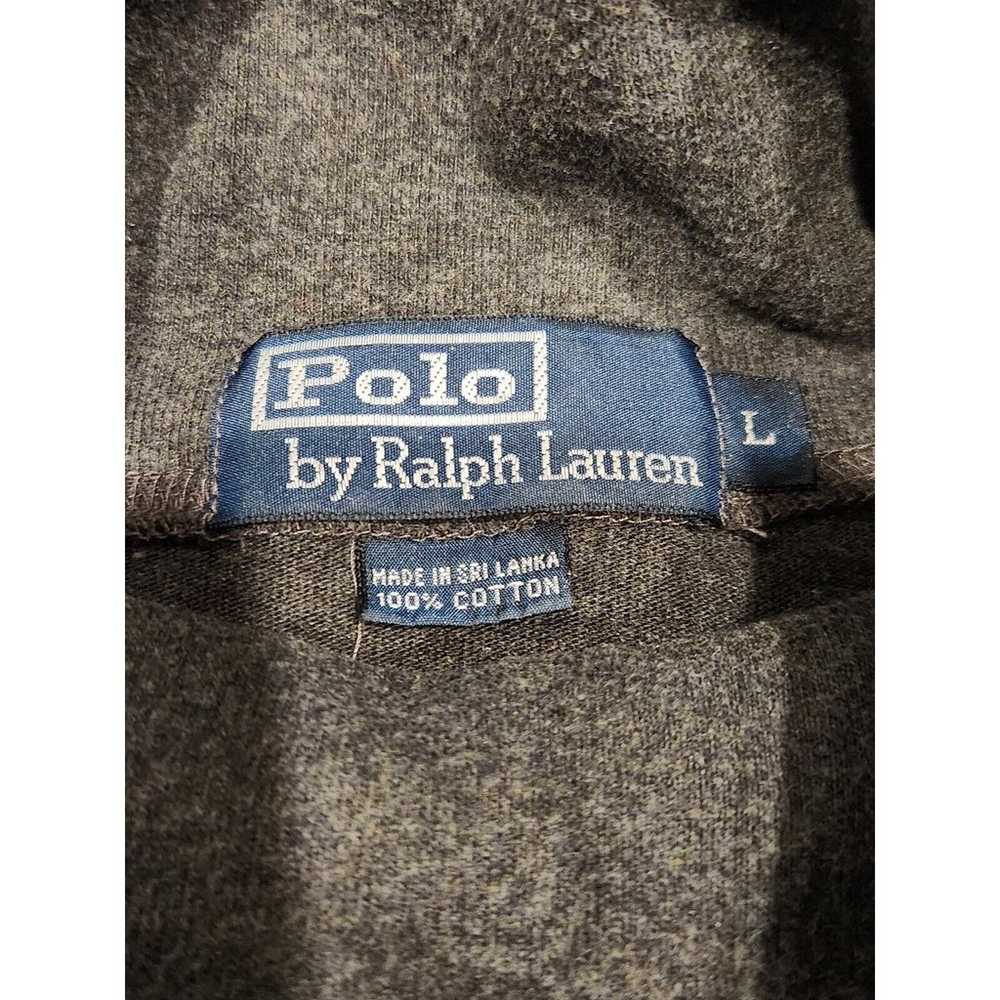 Polo
by Ralph Lauren
L
MADE IN SRI LANKA
100% COTTON